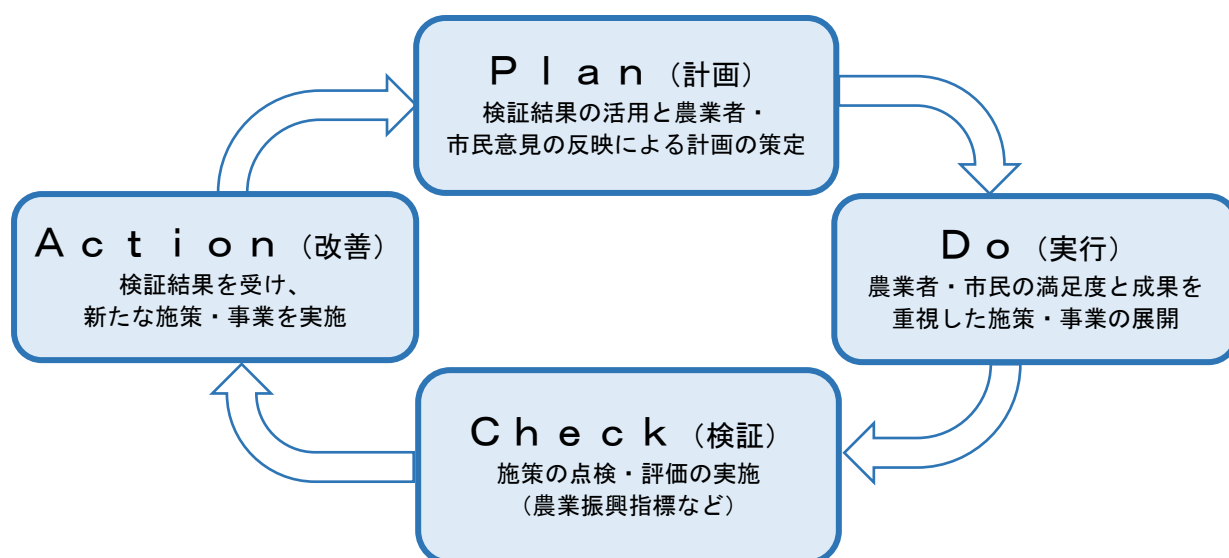 Ｐｌａｎ（計画）
検証結果の活用と農業者・
市民意見の反映による計画の策定
Ｄｏ（実行）
農業者・市民の満足度と成果を
重視した施策・事業の展開
Ｃｈｅｃｋ（検証）
施策の点検・評価の実施
（農業振興指標など）
Ａｃｔｉｏｎ（改善）
検証結果を受け、
新たな施策・事業を実施